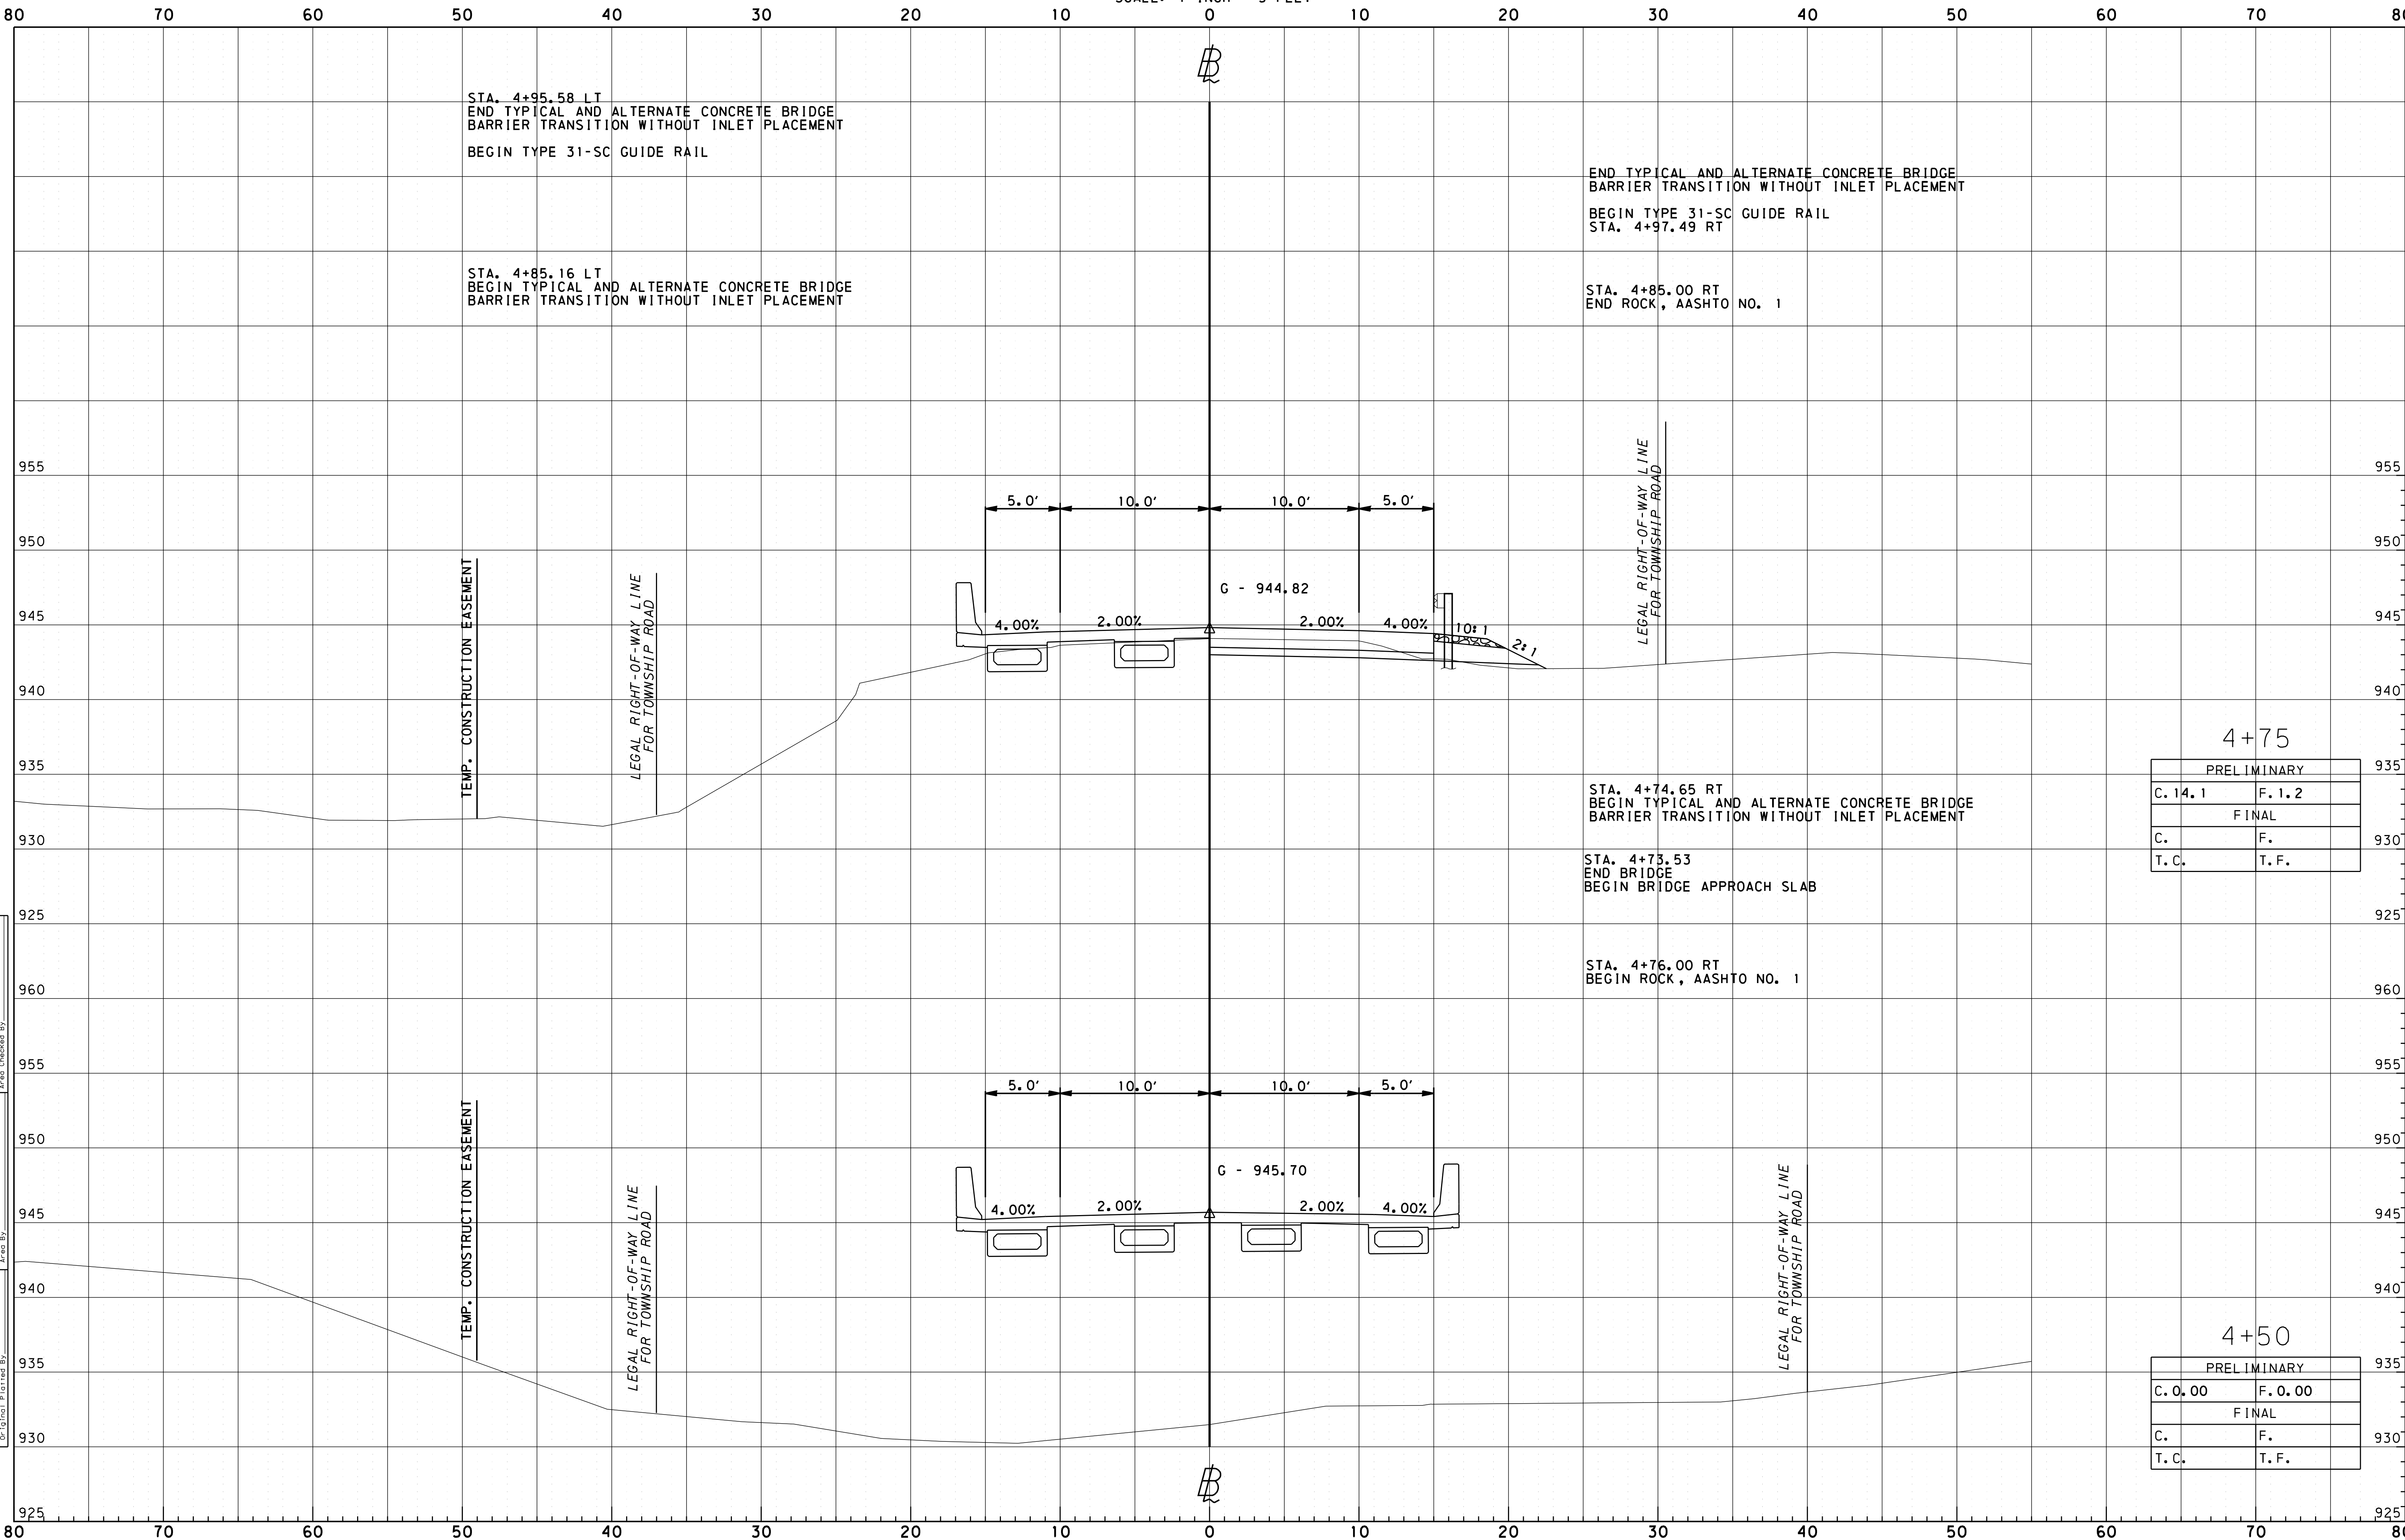 80 70 60 50 40 30 20 10 0 10 20 30 40 50 60 70
STA. 4+95.58 LT
END TYPICAL AND ALTERNATE CONCRETE BRIDGE
BARRIER TRANSITION WITHOUT INLET PLACEMENT
BEGIN TYPE 31-SC GUIDE RAIL
END TYPICAL AND ALTERNATE CONCRETE BRIDGE
BARRIER TRANSITION WITHOUT INLET PLACEMENT
BEGIN TYPE 31-SC GUIDE RAIL
STA. 4+97.49 RT
STA. 4+85.16 LT
BEGIN TYPICAL AND ALTERNATE CONCRETE BRIDGE
BARRIER TRANSITION WITHOUT INLET PLACEMENT
STA. 4+85.00 RT
END ROCK, AASHTO NO. 1
955 955
5.0' 10.0' 10.0' 5.0'
950 950
TEMP. CONSTRUCTION EASEMENT
LEGAL RIGHT-OF-WAY LINE
FOR TOWNSHIP ROAD
LEGAL RIGHT-OF-WAY LINE
FOR TOWNSHIP ROAD
G - 944.82
945 945
4.00% 2.00% 2.00% 4.00% 10:1
2:1
940 940
4+75
935 935
PRELIMINARY
C. 14.1 F. 1.2
FINAL
C. F.
T.C. T.F.
STA. 4+74.65 RT
BEGIN TYPICAL AND ALTERNATE CONCRETE BRIDGE
BARRIER TRANSITION WITHOUT INLET PLACEMENT
930 930
STA. 4+73.53
END BRIDGE
BEGIN BRIDGE APPROACH SLAB
925 925
STA. 4+76.00 RT
BEGIN ROCK, AASHTO NO. 1
960 960
955 955
5.0' 10.0' 10.0' 5.0'
950 950
TEMP. CONSTRUCTION EASEMENT
LEGAL RIGHT-OF-WAY LINE
FOR TOWNSHIP ROAD
LEGAL RIGHT-OF-WAY LINE
FOR TOWNSHIP ROAD
G - 945.70
945 945
4.00% 2.00% 2.00% 4.00%
940 940
4+50
935 935
PRELIMINARY
C. 0.00 F. 0.00
FINAL
C. F.
T.C. T.F.
930 930
925 925
80 70 60 50 40 30 20 10 0 10 20 30 40 50 60 70
Area Checked By
Area By
Original Plotted By